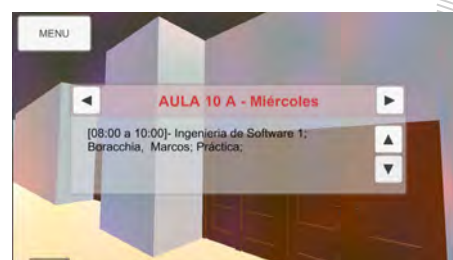 MENU
AULA 10 A - Miércoles
[08:00 a 10:00]- Ingenieria de Software 1;
Boracchia, Marcos; Práctica;